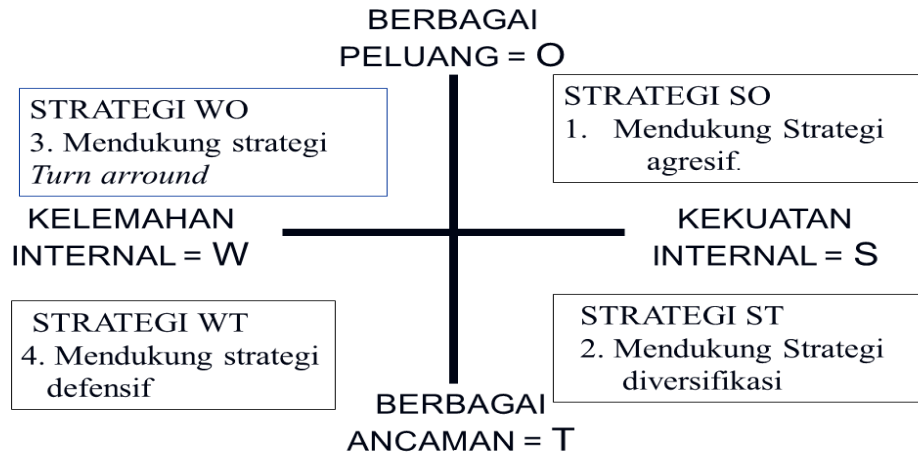 BERBAGAI
PELUANG = O
STRATEGI WO
3. Mendukung strategi
Turn arround
STRATEGI SO
1. Mendukung Strategi
agresif.
KELEMAHAN
INTERNAL = W
KEKUATAN
INTERNAL = S
STRATEGI WT
4. Mendukung strategi
defensif
STRATEGI ST
2. Mendukung Strategi
diversifikasi
BERBAGAI
ANCAMAN = T